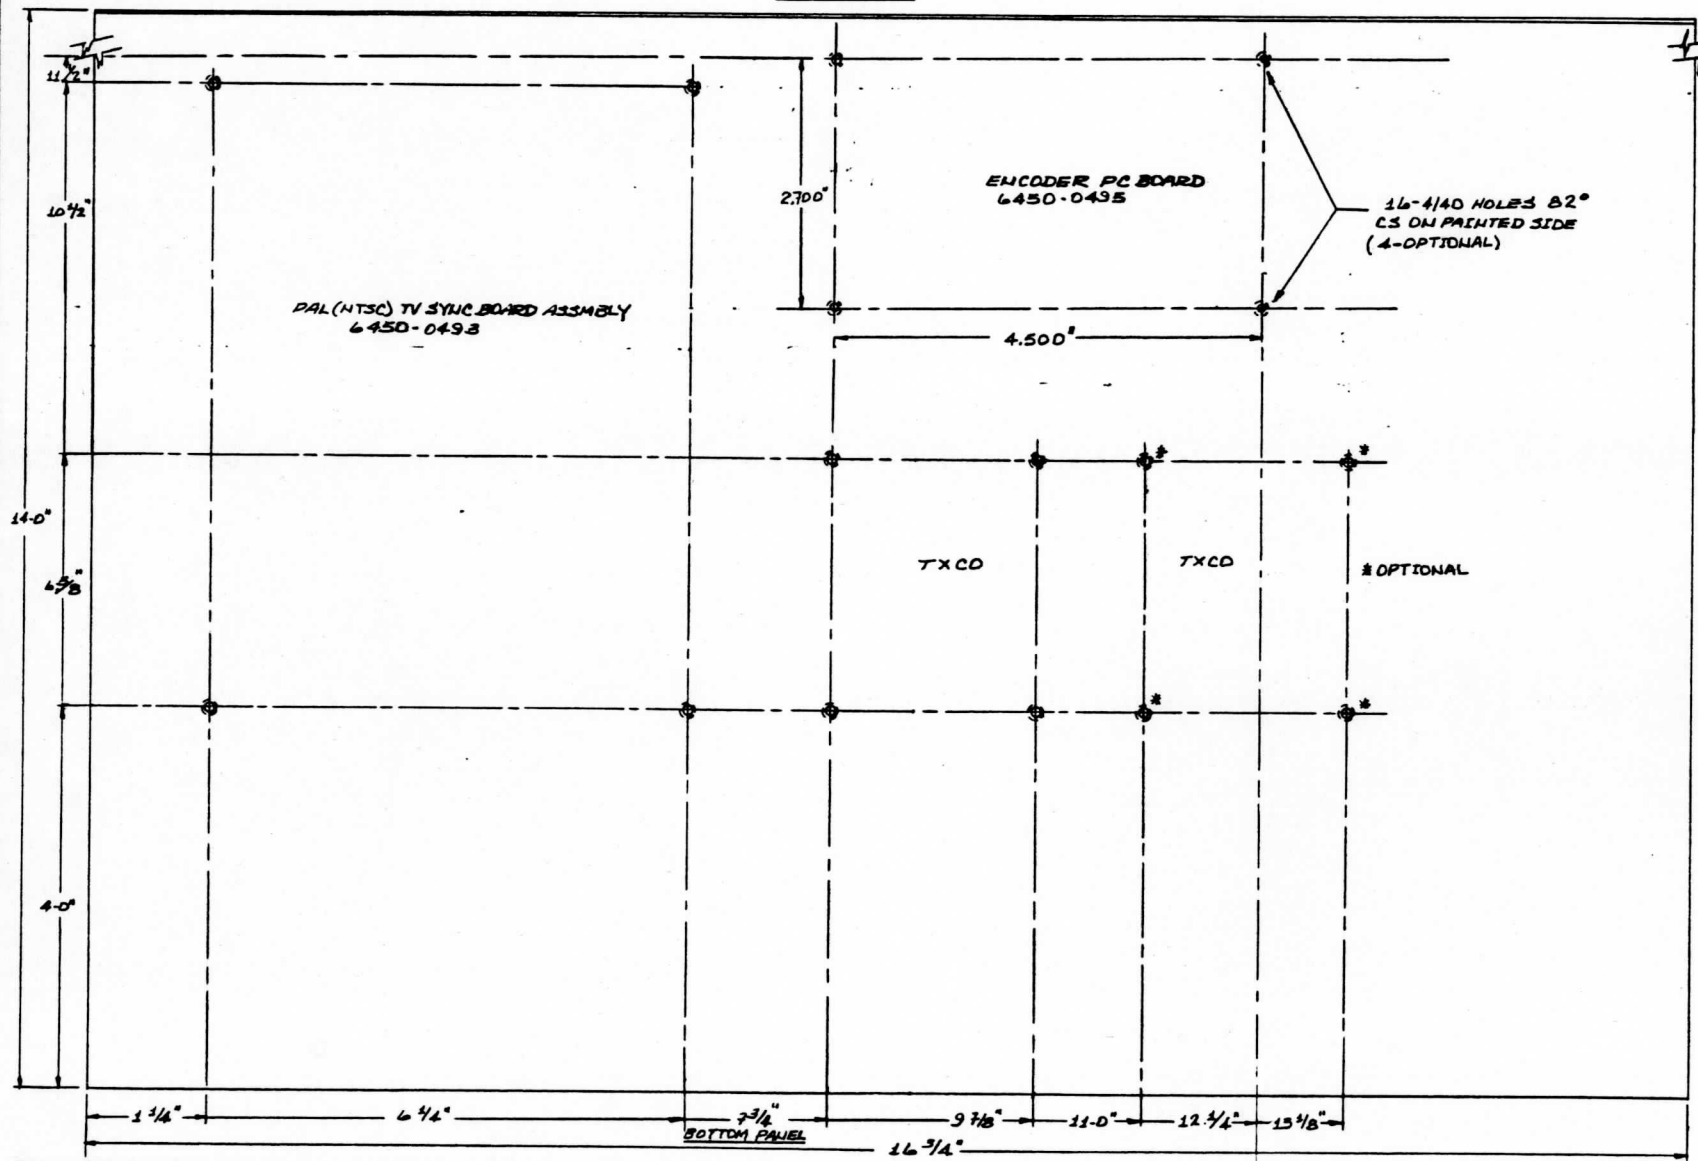 11 1/2"
10 1/2"
2.700"
ENCODER PC BOARD
6450-0495
16-4/40 HOLES 82°
CS ON PAINTED SIDE
(4-OPTIONAL)
PAL (NTSC) TV SYNC BOARD ASSMBLY
6450-0493
4.500"
*
*
14-0"
6 5/8"
TXCO
TXCO
* OPTIONAL
*
*
4-0"
1 1/4"
6 1/4"
7 3/4"
9 7/8"
11-0"
12 1/4"
13 1/8"
BOTTOM PANEL
16 3/4"